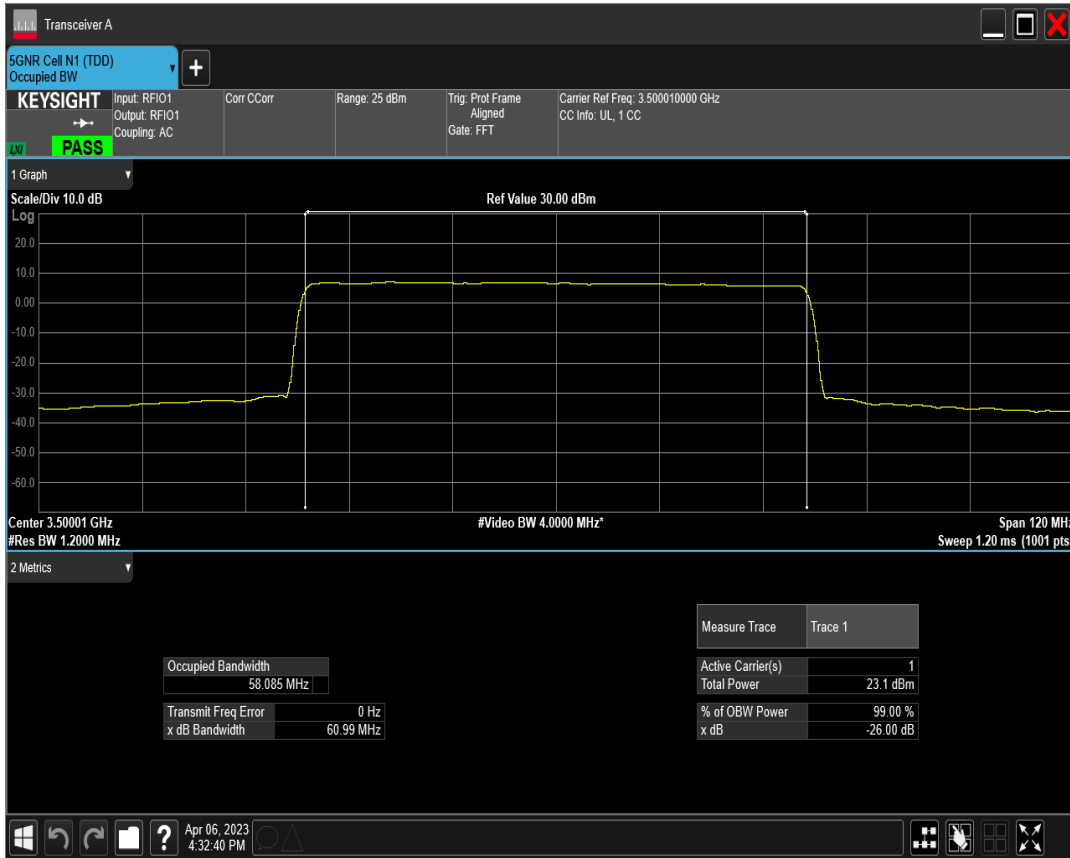 Transceiver A
5GNR Cell N1 (TDD)
Occupied BW
+
KEYSIGHT
LXI
PASS
Input: RFIO1
Output: RFIO1
Coupling: AC
Corr CCorr
Range: 25 dBm
Trig: Prot Frame
Aligned
Gate: FFT
Carrier Ref Freq: 3.500010000 GHz
CC Info: UL, 1 CC
1 Graph
Scale/Div 10.0 dB
Ref Value 30.00 dBm
Log
20.0
10.0
0.00
-10.0
-20.0
-30.0
-40.0
-50.0
-60.0
Center 3.50001 GHz
#Video BW 4.0000 MHz*
Span 120 MHz
#Res BW 1.2000 MHz
Sweep 1.20 ms (1001 pts
2 Metrics
Measure Trace Trace 1
Occupied Bandwidth
58.085 MHz
Active Carrier(s) 1
Total Power 23.1 dBm
Transmit Freq Error 0 Hz
x dB Bandwidth 60.99 MHz
% of OBW Power 99.00 %
x dB -26.00 dB
?
Apr 06, 2023
4:32:40 PM